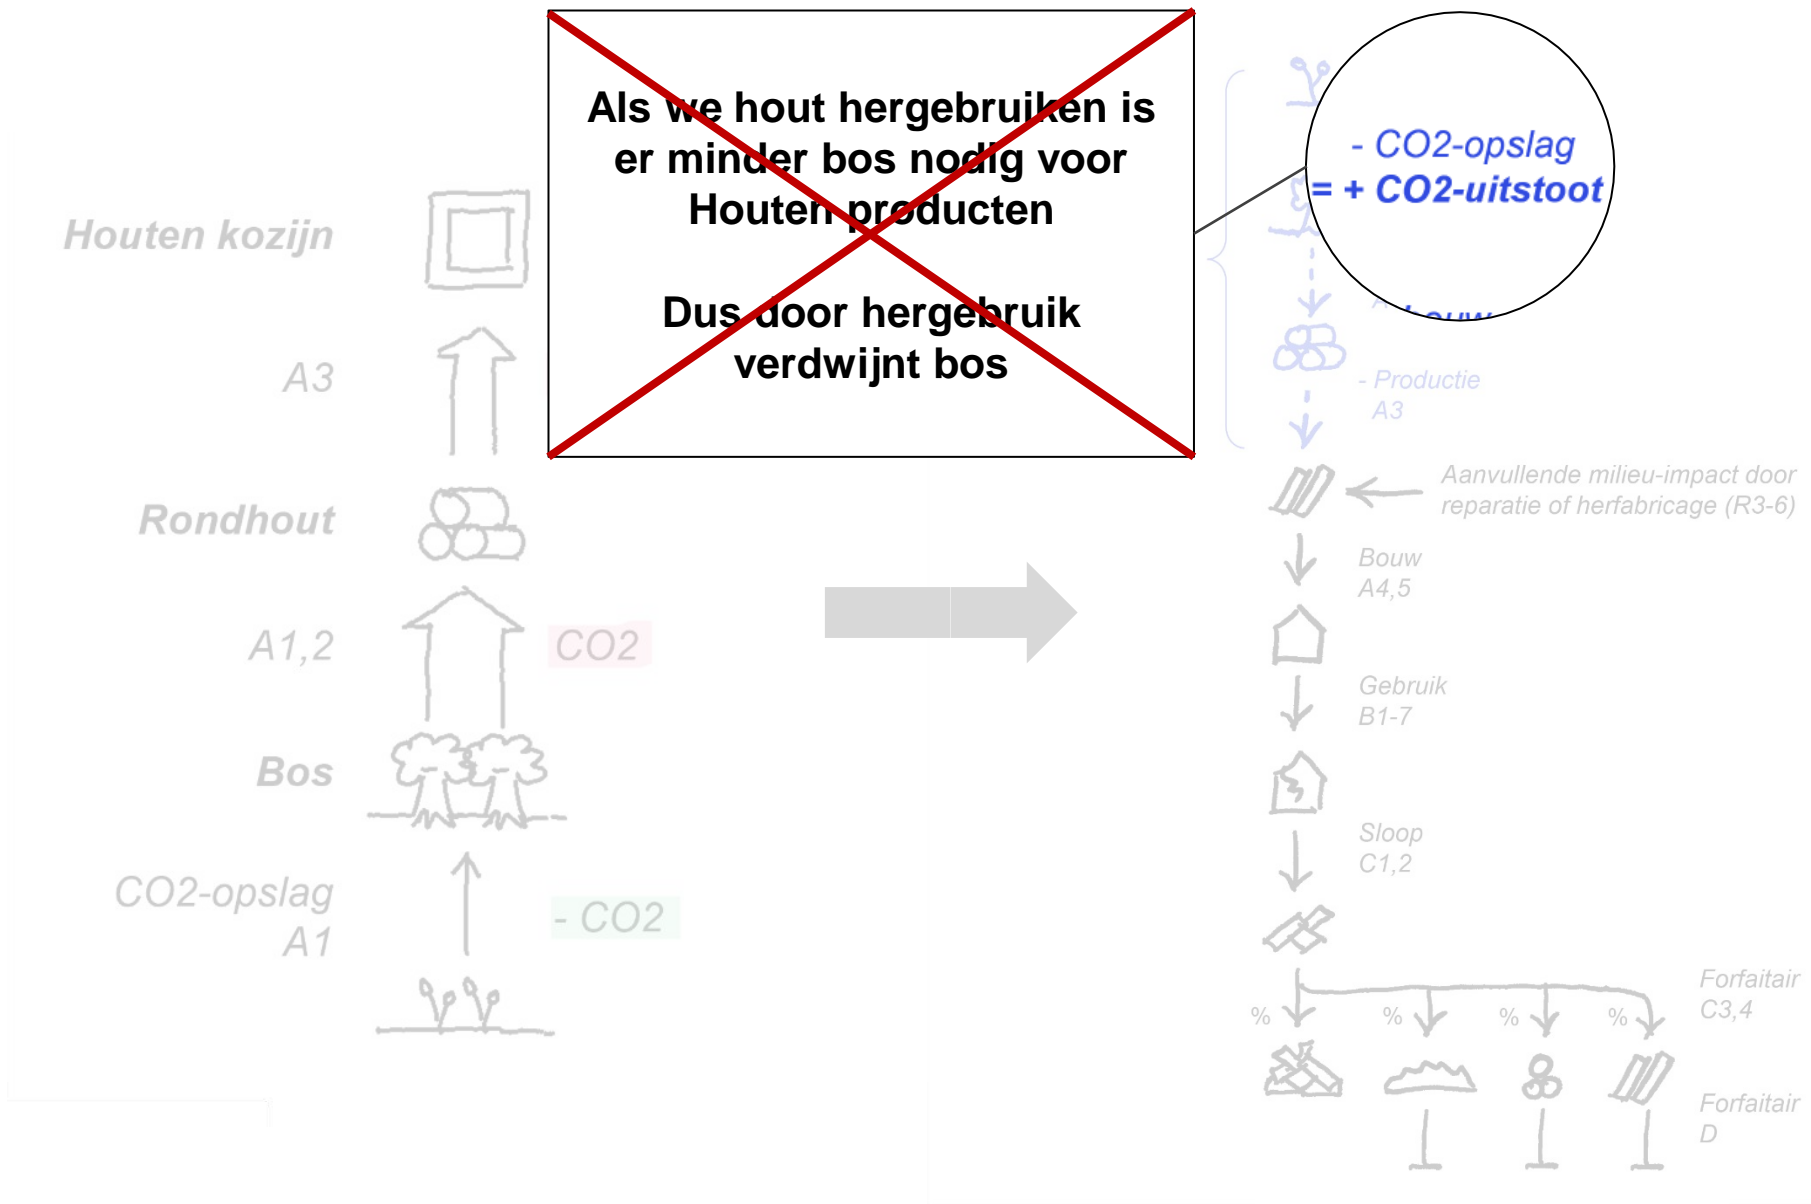 Als we hout hergebruiken is
er minder bos nodig voor
Houten producten
Dus door hergebruik
verdwijnt bos
- CO2-opslag
= + CO2-uitstoot
Houten kozijn
A3
Rondhout
A1,2
CO2
Bos
CO2-opslag
A1
- CO2
- Productie
A3
Aanvullende milieu-impact door
reparatie of herfabricage (R3-6)
Bouw
A4,5
Gebruik
B1-7
Sloop
C1,2
Forfaitair
C3,4
% % % %
Forfaitair
D